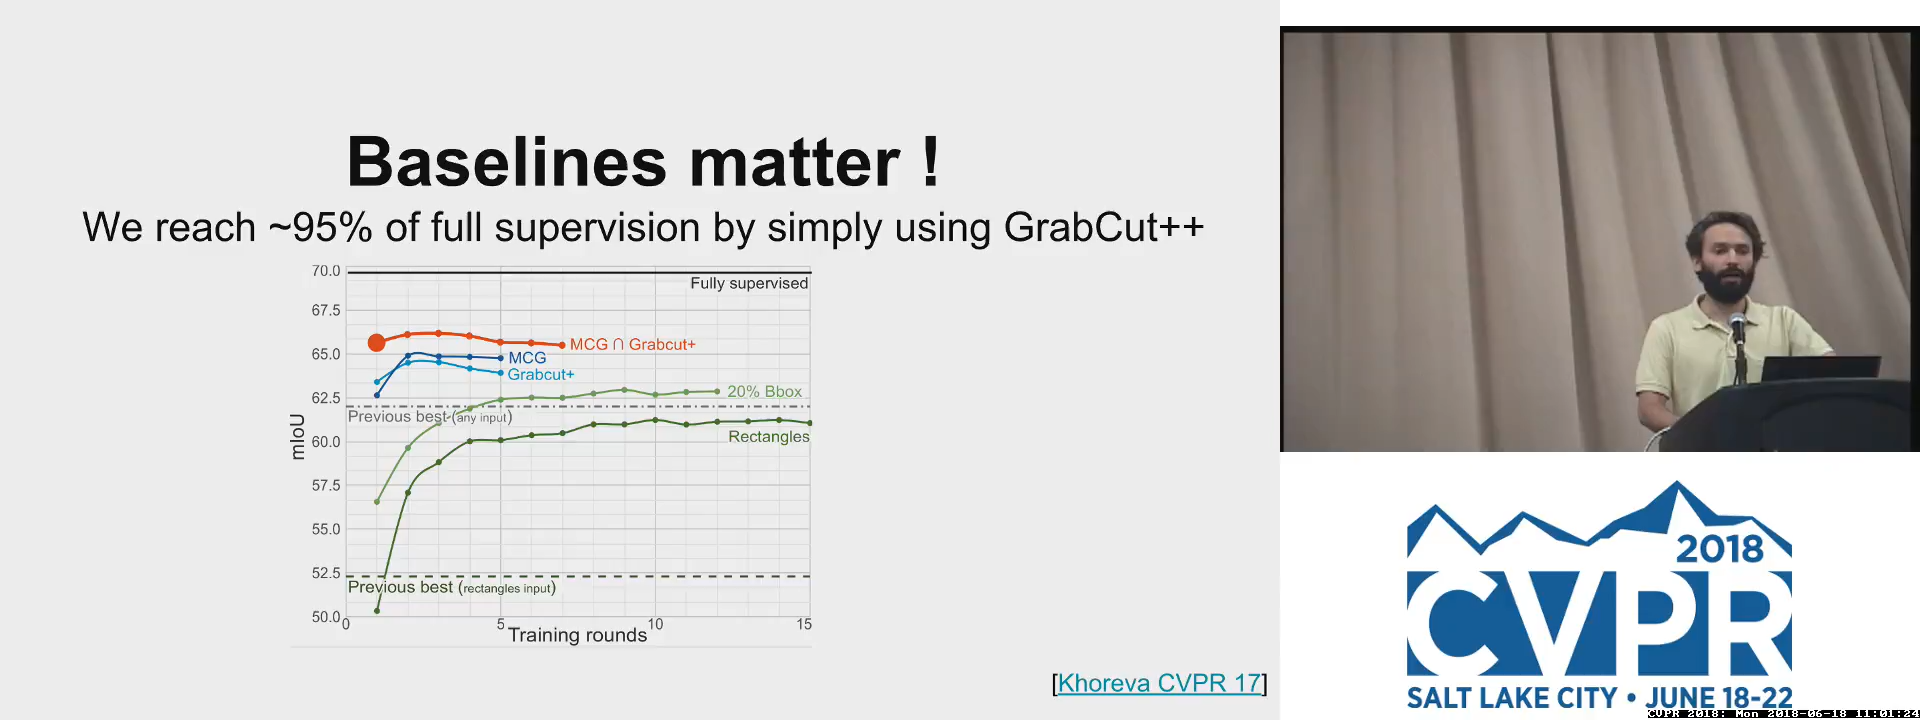 Baselines matter !
We reach ~95% of full supervision by simply using GrabCut++
70.0
Fully supervised
67.5
MCG ∩ Grabcut+
65.0
MCG
Grabcut+
20% Bbox
62.5
Previous best (any input)
Rectangles
60.0
mIoU
57.5
55.0
52.5
Previous best (rectangles input)
50.0
0
5
10
15
Training rounds
[Khoreva CVPR 17]
2018
CVPR
SALT LAKE CITY • JUNE 18-22
CVPR 2018: Mon 2018-06-18 11:01:24